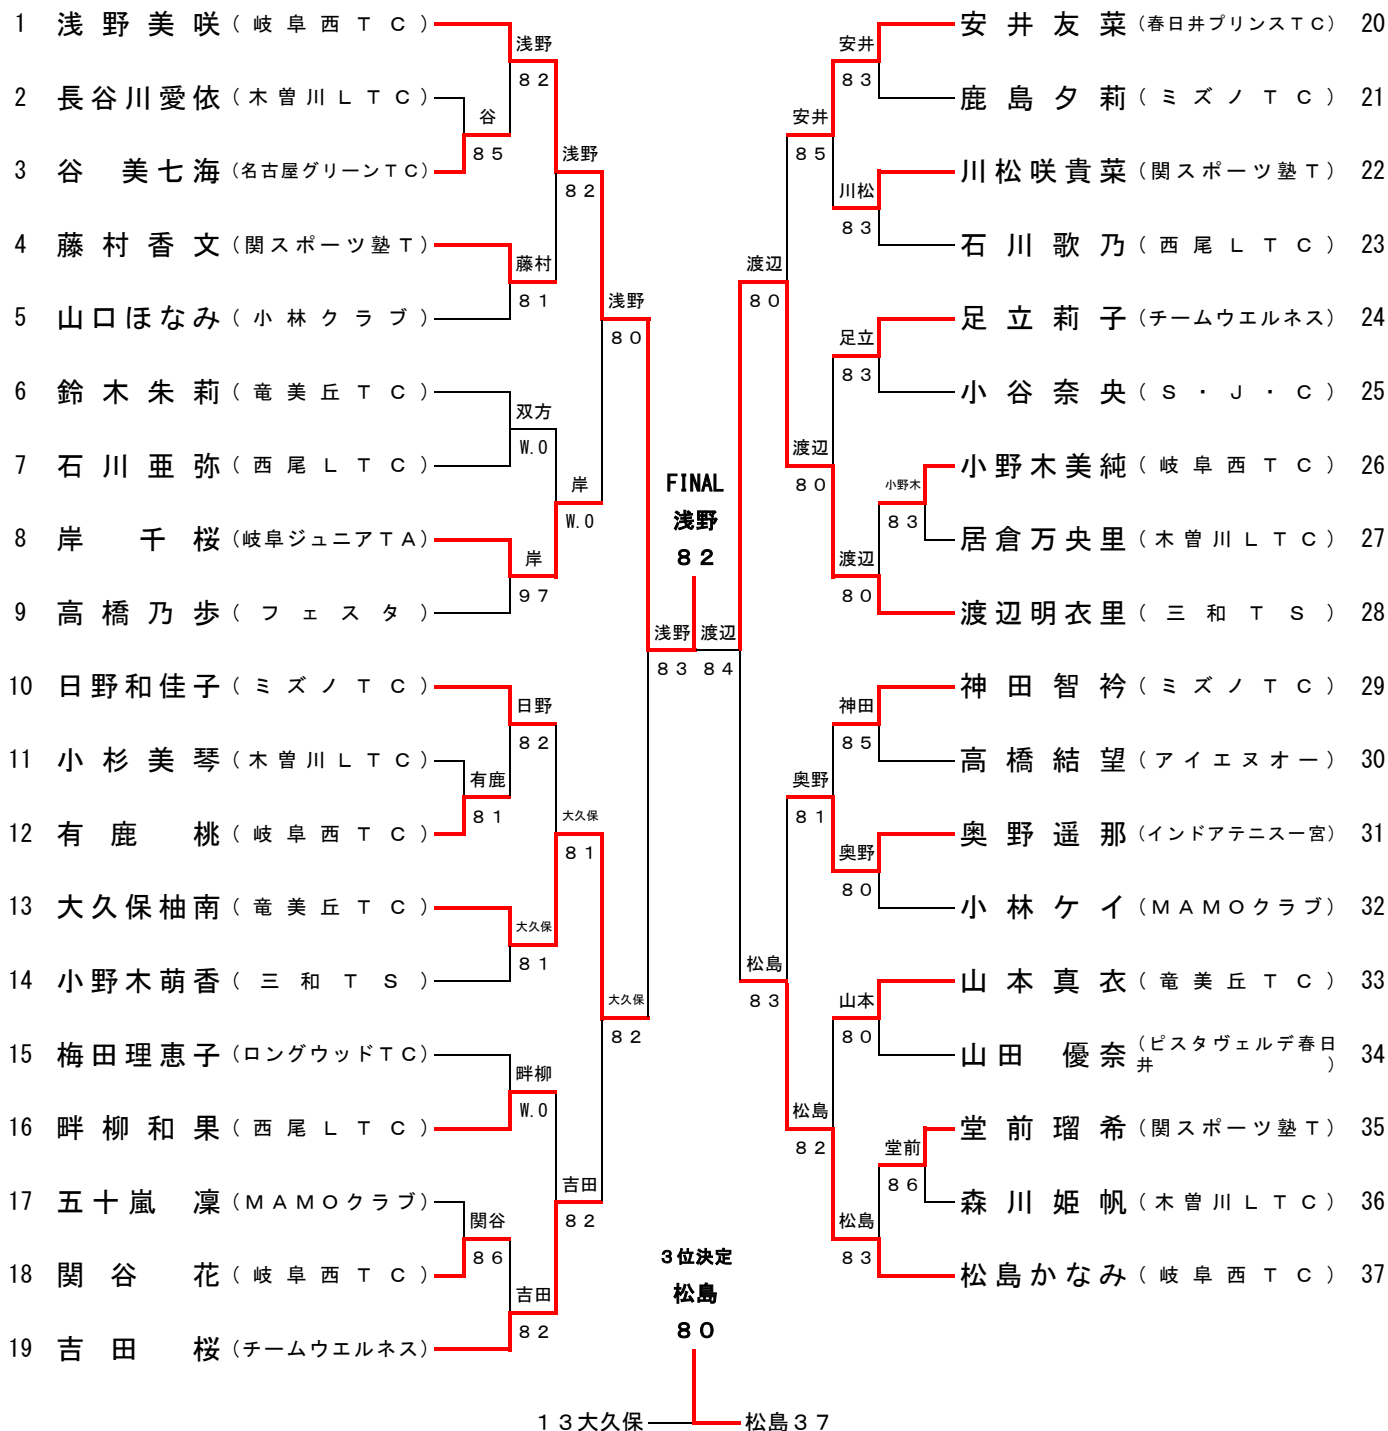 1 浅野美咲（岐阜西TC）
2 長谷川愛依（木曽川LTC）
3 谷 美七海（名古屋グリーンTC）
4 藤村香文（関スポーツ塾T）
5 山口ほなみ（小林クラブ）
6 鈴木朱莉（竜美丘TC）
7 石川亜弥（西尾LTC）
8 岸 千桜（岐阜ジュニアTA）
9 高橋乃歩（フェスタ）
10 日野和佳子（ミズノTC）
11 小杉美琴（木曽川LTC）
12 有鹿 桃（岐阜西TC）
13 大久保柚南（竜美丘TC）
14 小野木萌香（三和TS）
15 梅田理恵子（ロングウッドTC）
16 畔柳和果（西尾LTC）
17 五十嵐 凜（MAMOクラブ）
18 関谷 花（岐阜西TC）
19 吉田 桜（チームウエルネス）
谷
85
有鹿
81
関谷
86
浅野
82
藤村
81
双方
W.0
岸
97
日野
82
大久保
81
畔柳
W.0
吉田
82
浅野
82
岸
W.0
大久保
81
吉田
82
浅野
80
大久保
82
浅野
83
FINAL
浅野
82
渡辺
84
渡辺
80
松島
83
安井
85
渡辺
80
奥野
81
松島
82
安井
83
川松
83
足立
83
渡辺
80
神田
85
奥野
80
山本
80
松島
83
小野木
83
堂前
86
安井友菜（春日井プリンスTC） 20
鹿島夕莉（ミズノTC） 21
川松咲貴菜（関スポーツ塾T） 22
石川歌乃（西尾LTC） 23
足立莉子（チームウエルネス） 24
小谷奈央（S・J・C） 25
小野木美純（岐阜西TC） 26
居倉万央里（木曽川LTC） 27
渡辺明衣里（三和TS） 28
神田智衿（ミズノTC） 29
高橋結望（アイエヌオー） 30
奥野遥那（インドアテニス一宮） 31
小林ケイ（MAMOクラブ） 32
山本真衣（竜美丘TC） 33
山田 優奈（ピスタヴェルデ春日
井） 34
堂前瑠希（関スポーツ塾T） 35
森川姫帆（木曽川LTC） 36
松島かなみ（岐阜西TC） 37
3位決定
松島
80
13大久保
松島37